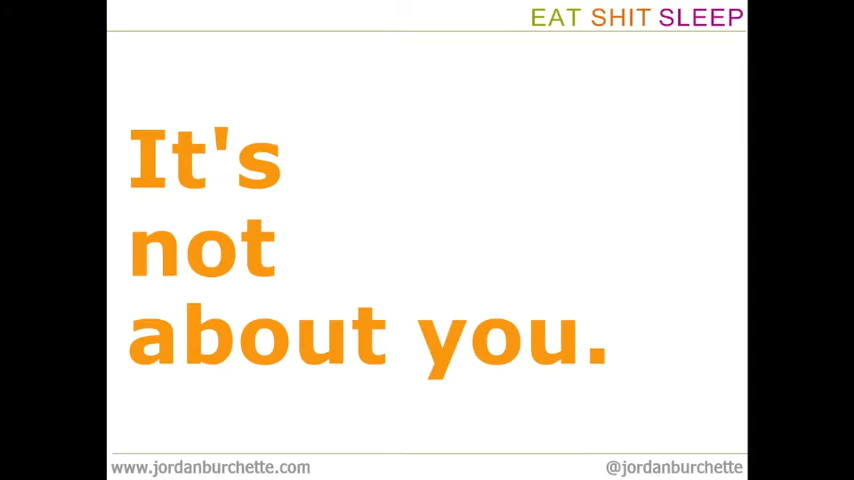 EAT SHIT SLEEP
It's
not
about you.
www.jordanburchette.com @jordanburchette